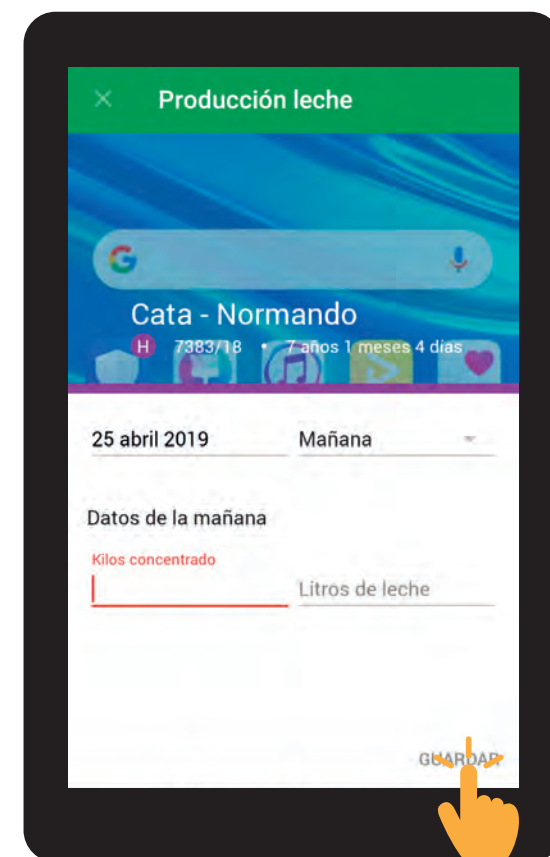 Producción leche
Cata - Normando
H 7383/18 • 7 años 1 meses 4 días
25 abril 2019 Mañana
Datos de la mañana
Kilos concentrado
Litros de leche
GUARDAR